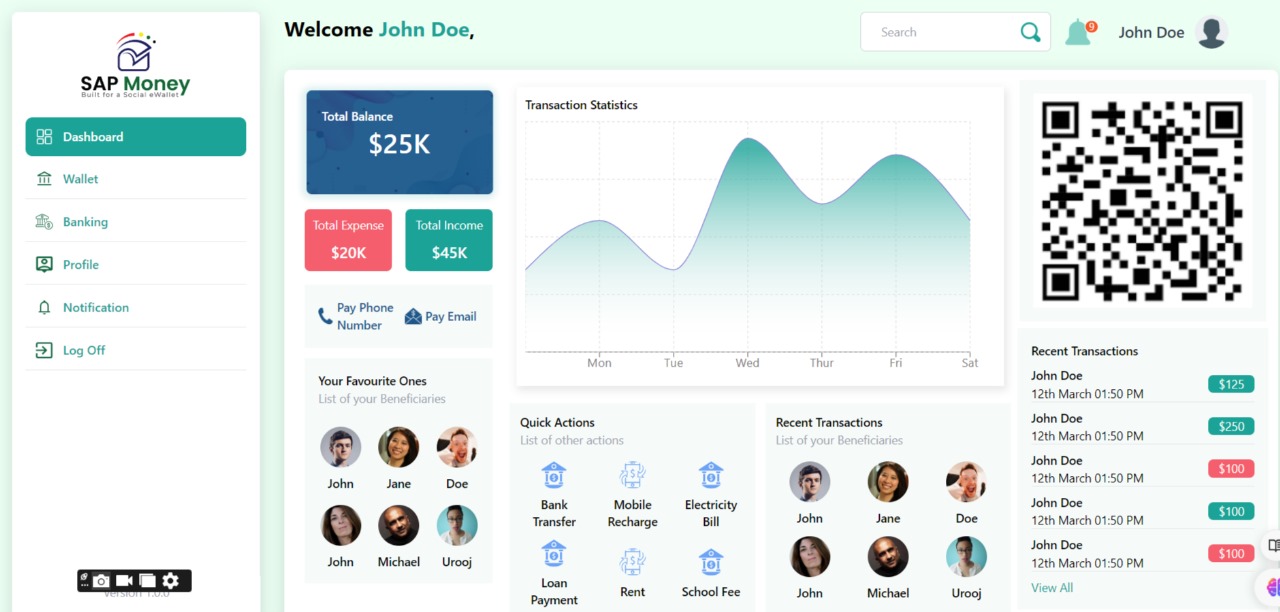 SAP Money
Built for a Social eWallet
Dashboard
Wallet
Banking
Profile
Notification
Log Off
Version 1.0.0
Welcome John Doe,
Search
9
John Doe
Total Balance
$25K
Total Expense
$20K
Total Income
$45K
Pay Phone
Number
Pay Email
Your Favourite Ones
List of your Beneficiaries
John Jane Doe
John Michael Urooj
Transaction Statistics
Mon Tue Wed Thur Fri Sat
Quick Actions
List of other actions
Bank
Transfer
Mobile
Recharge
Electricity
Bill
Loan
Payment
Rent
School Fee
Recent Transactions
List of your Beneficiaries
John Jane Doe
John Michael Urooj
Recent Transactions
John Doe
12th March 01:50 PM
$125
John Doe
12th March 01:50 PM
$250
John Doe
12th March 01:50 PM
$100
John Doe
12th March 01:50 PM
$100
John Doe
12th March 01:50 PM
$100
View All